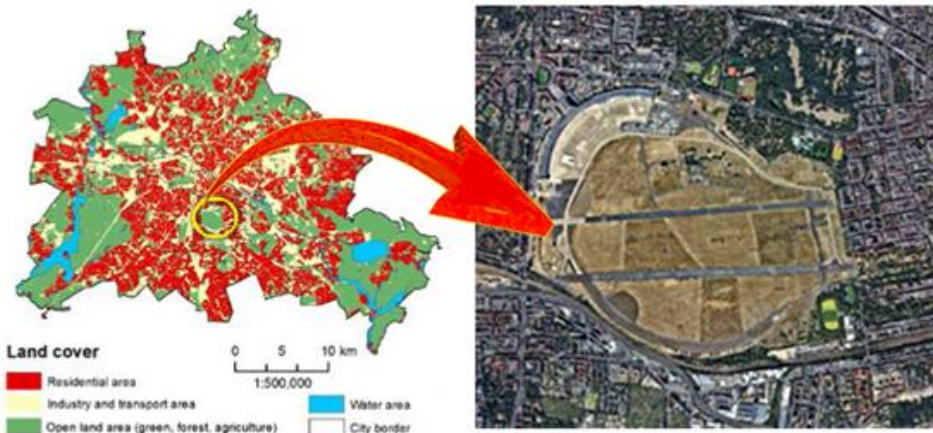 Land cover
0 5 10 km
1:500,000
Residential area
Industry and transport area
Water area
Open land area (green, forest, agriculture)
City border